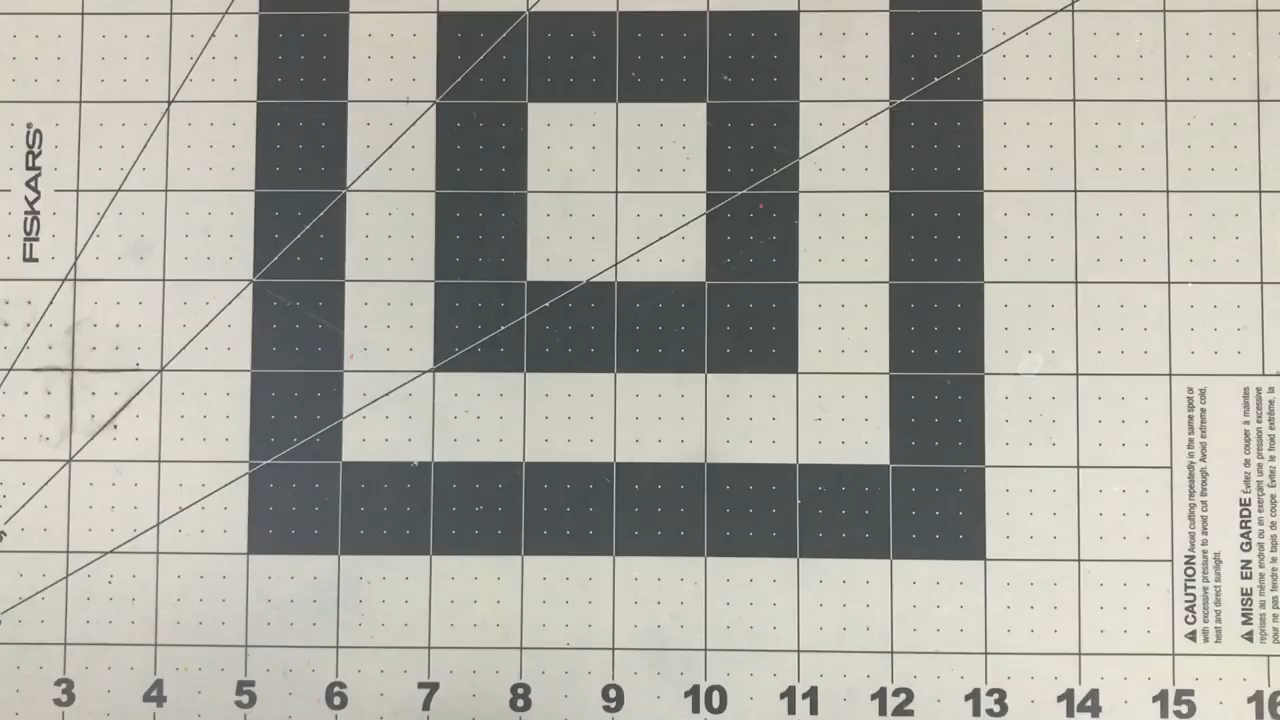 FISKARS®
CAUTION Avoid cutting repeatedly in the same spot or
with excessive pressure to avoid cut through. Avoid extreme cold,
heat and direct sunlight.
MISE EN GARDE Évitez de couper à maintes
reprises au même endroit ou en exerçant une pression excessive
pour ne pas fendre le tapis de coupe. Évitez le froid extrême, la
3 4 5 6 7 8 9 10 11 12 13 14 15 16